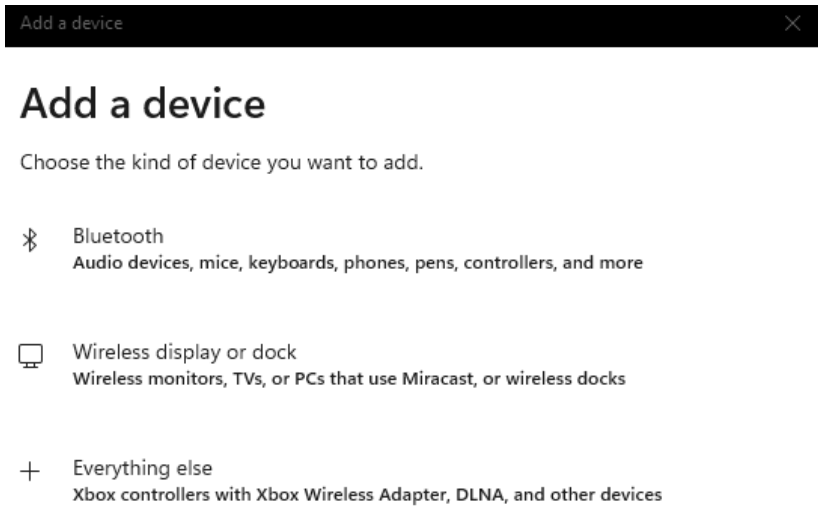 Add a device
Add a device
Choose the kind of device you want to add.
Bluetooth
Audio devices, mice, keyboards, phones, pens, controllers, and more
Wireless display or dock
Wireless monitors, TVs, or PCs that use Miracast, or wireless docks
Everything else
Xbox controllers with Xbox Wireless Adapter, DLNA, and other devices